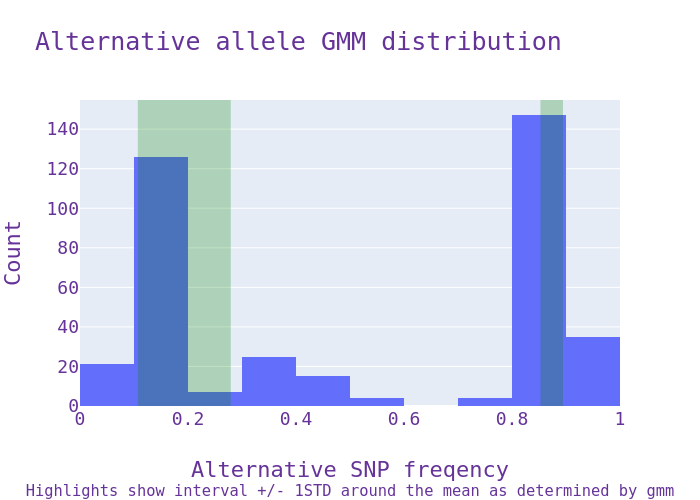 Alternative allele GMM distribution
140
120
100
80
60
40
20
0
Count
0 0.2 0.4 0.6 0.8 1
Alternative SNP freqency
Highlights show interval +/- 1STD around the mean as determined by gmm